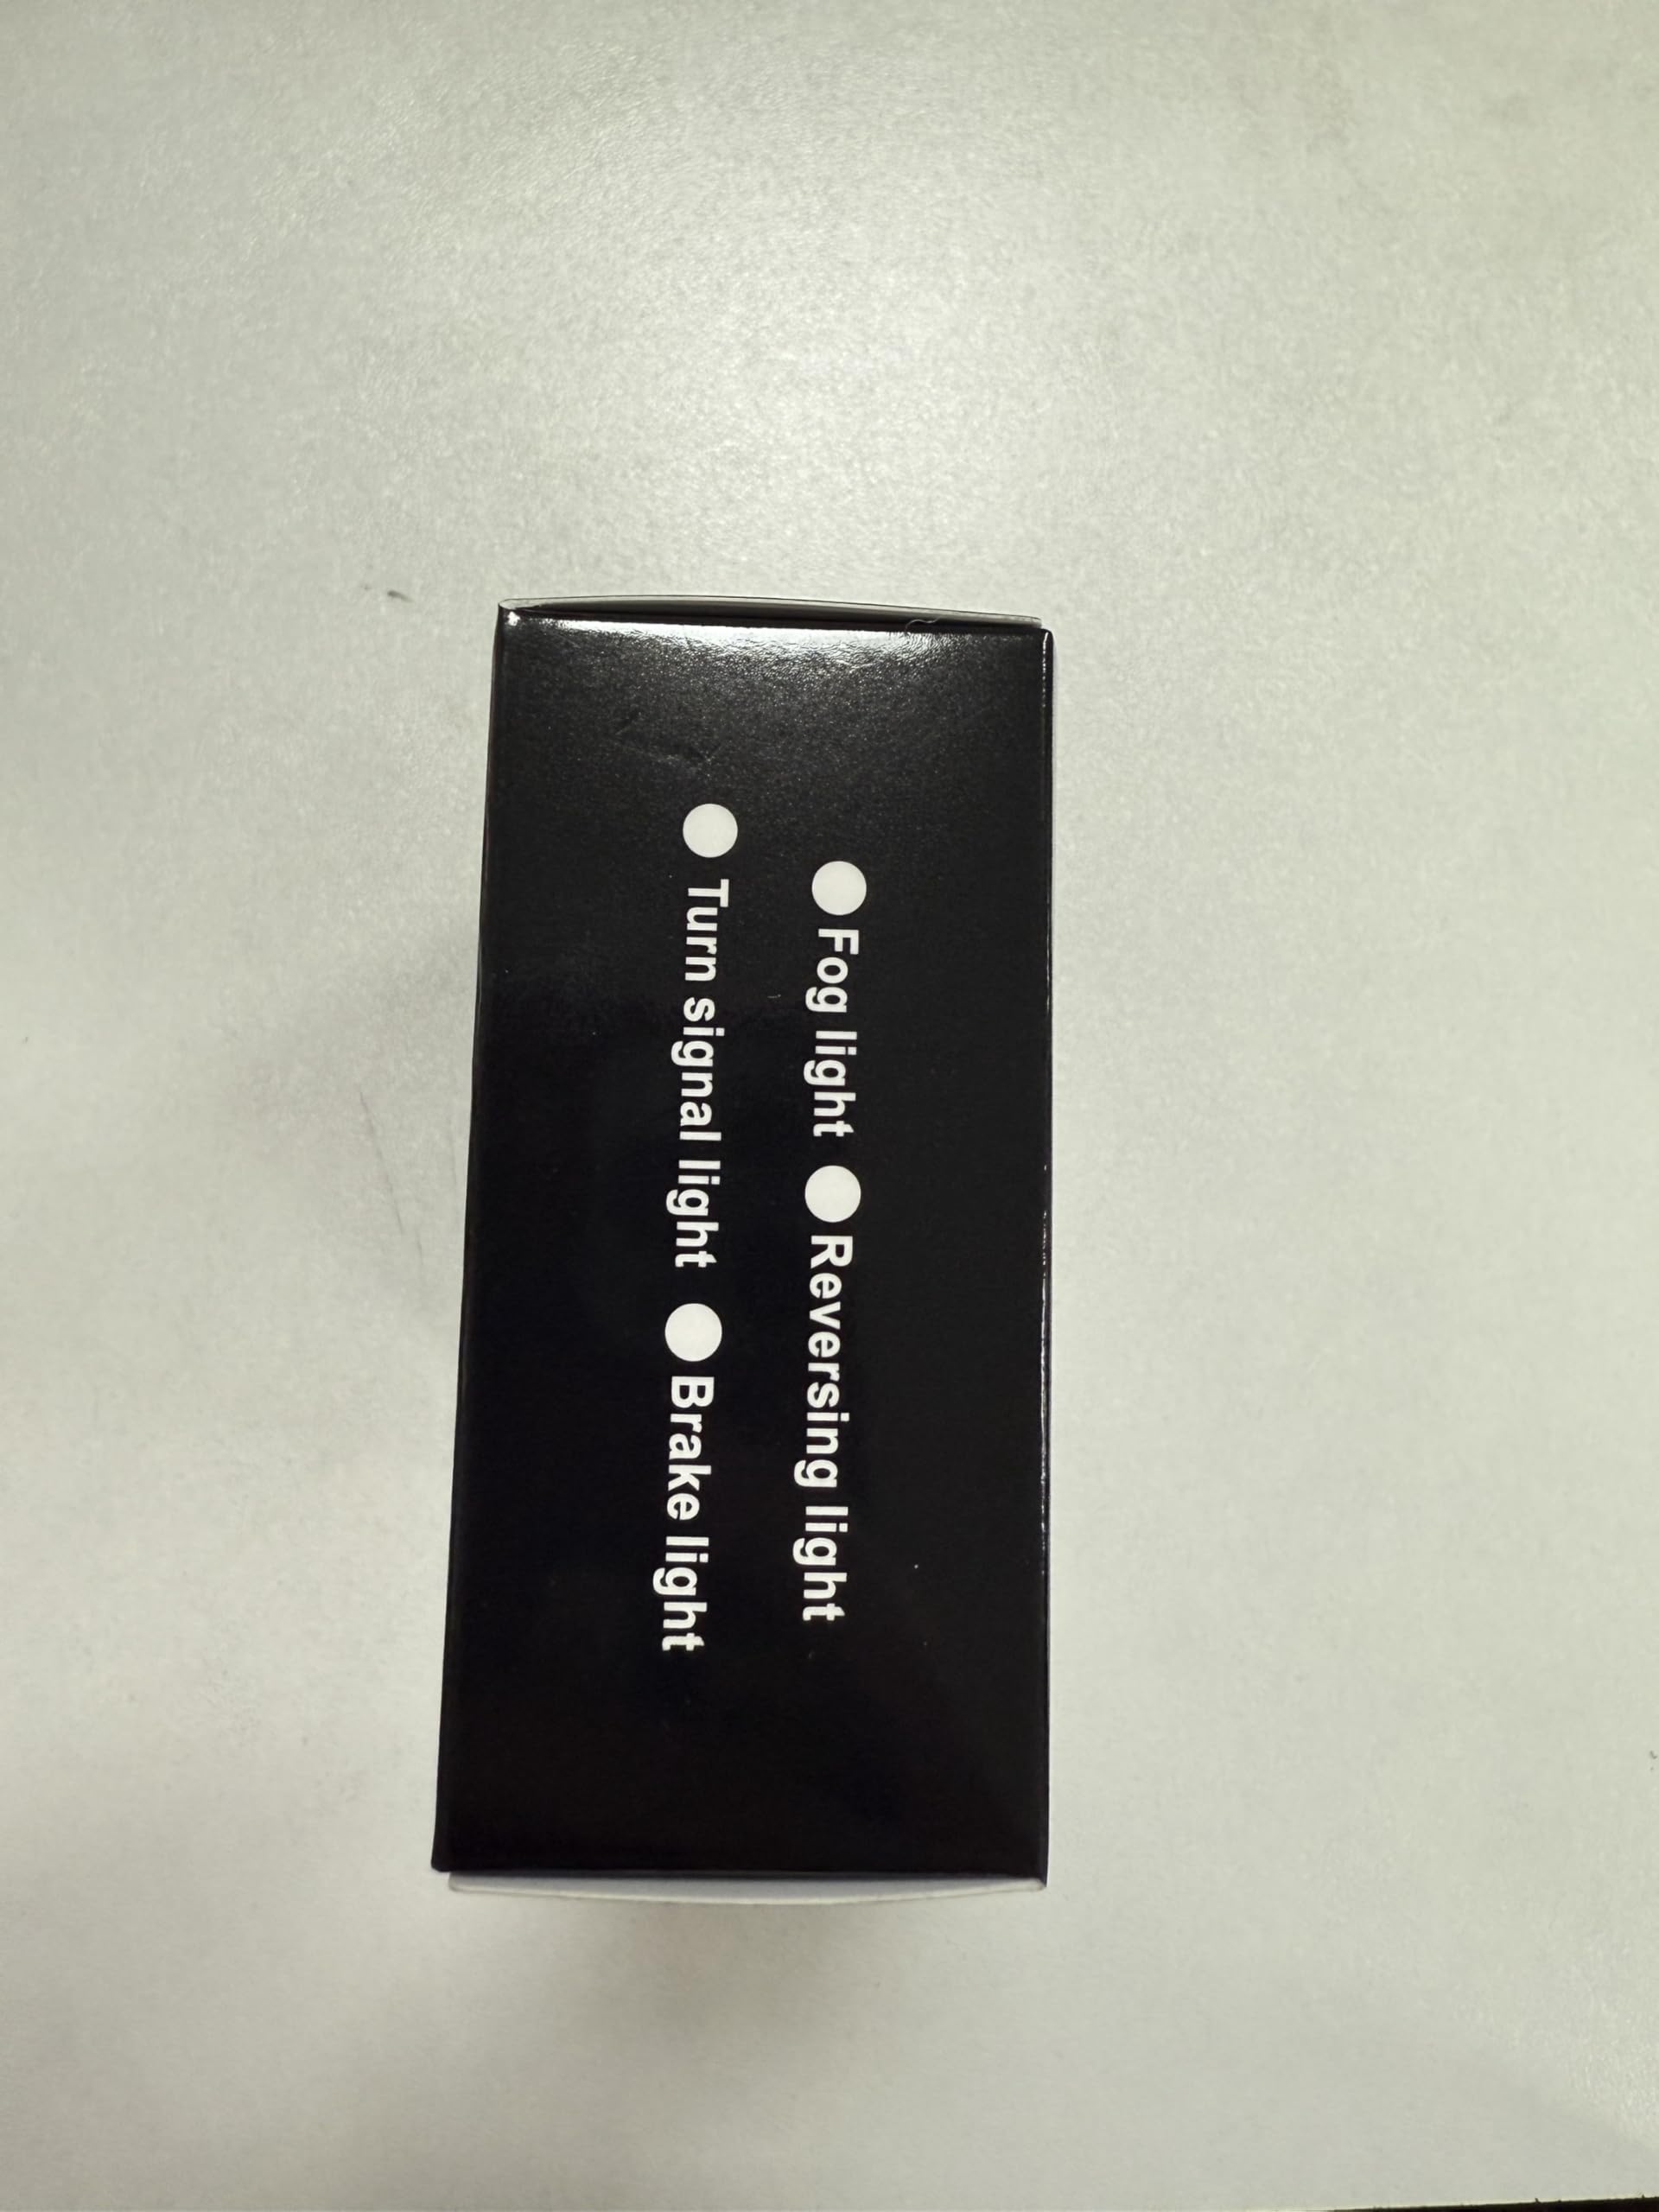 ● Fog light ● Reversing light
● Turn signal light ● Brake light